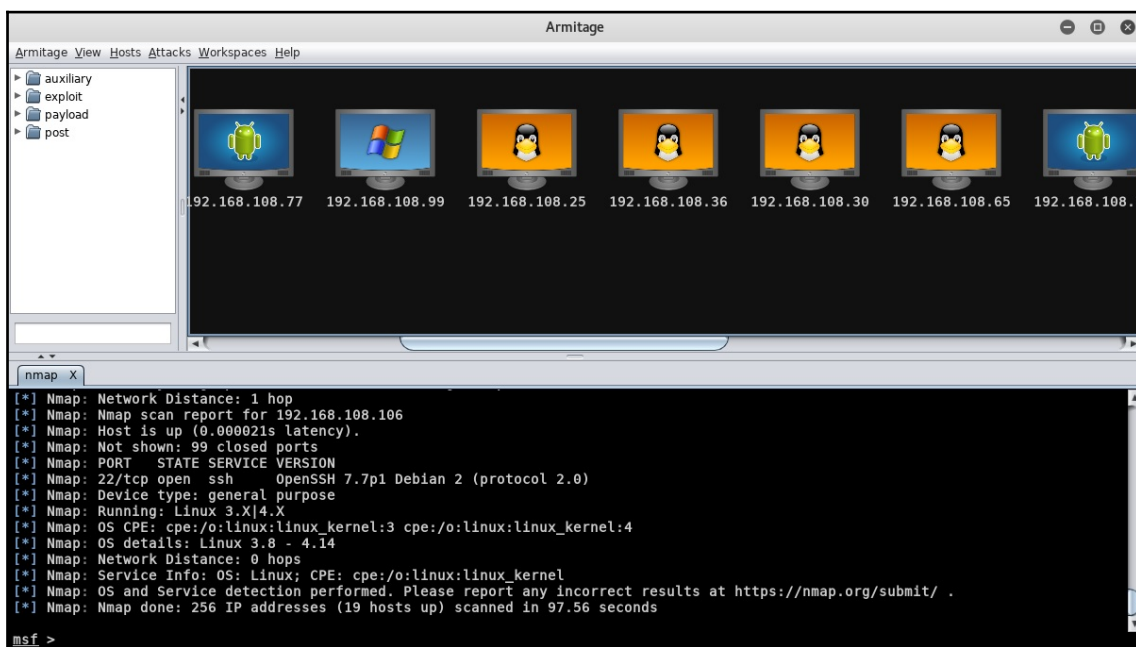 Armitage
Armitage View Hosts Attacks Workspaces Help
auxiliary
exploit
payload
post
192.168.108.77 192.168.108.99 192.168.108.25 192.168.108.36 192.168.108.30 192.168.108.65 192.168.108.
nmap X
[*] Nmap: Network Distance: 1 hop
[*] Nmap: Nmap scan report for 192.168.108.106
[*] Nmap: Host is up (0.000021s latency).
[*] Nmap: Not shown: 99 closed ports
[*] Nmap: PORT   STATE SERVICE VERSION
[*] Nmap: 22/tcp open  ssh     OpenSSH 7.7p1 Debian 2 (protocol 2.0)
[*] Nmap: Device type: general purpose
[*] Nmap: Running: Linux 3.X|4.X
[*] Nmap: OS CPE: cpe:/o:linux:linux_kernel:3 cpe:/o:linux:linux_kernel:4
[*] Nmap: OS details: Linux 3.8 - 4.14
[*] Nmap: Network Distance: 0 hops
[*] Nmap: Service Info: OS: Linux; CPE: cpe:/o:linux:linux_kernel
[*] Nmap: OS and Service detection performed. Please report any incorrect results at https://nmap.org/submit/ .
[*] Nmap: Nmap done: 256 IP addresses (19 hosts up) scanned in 97.56 seconds
msf >